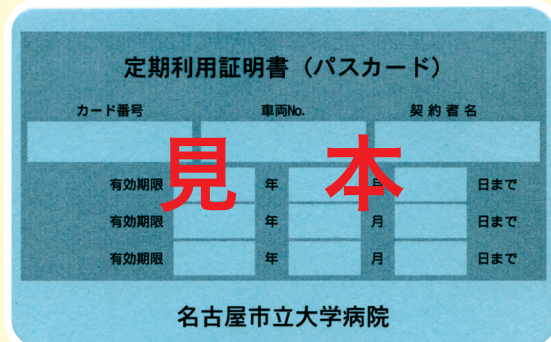 定期利用証明書（パスカード）
カード番号 車両No. 契約者名
見本
有効期限 年 月 日まで
有効期限 年 月 日まで
有効期限 年 月 日まで
名古屋市立大学病院